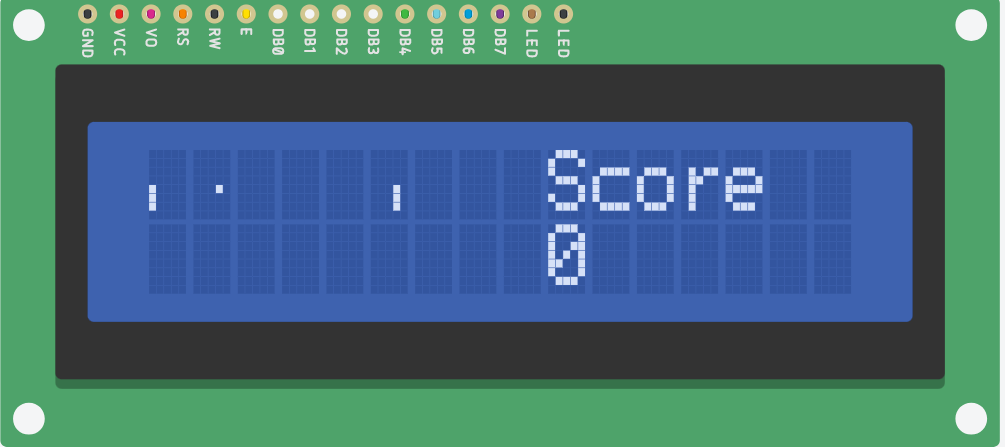 GND VCC VO RS RW E DB0 DB1 DB2 DB3 DB4 DB5 DB6 DB7 LED LED
Score
0